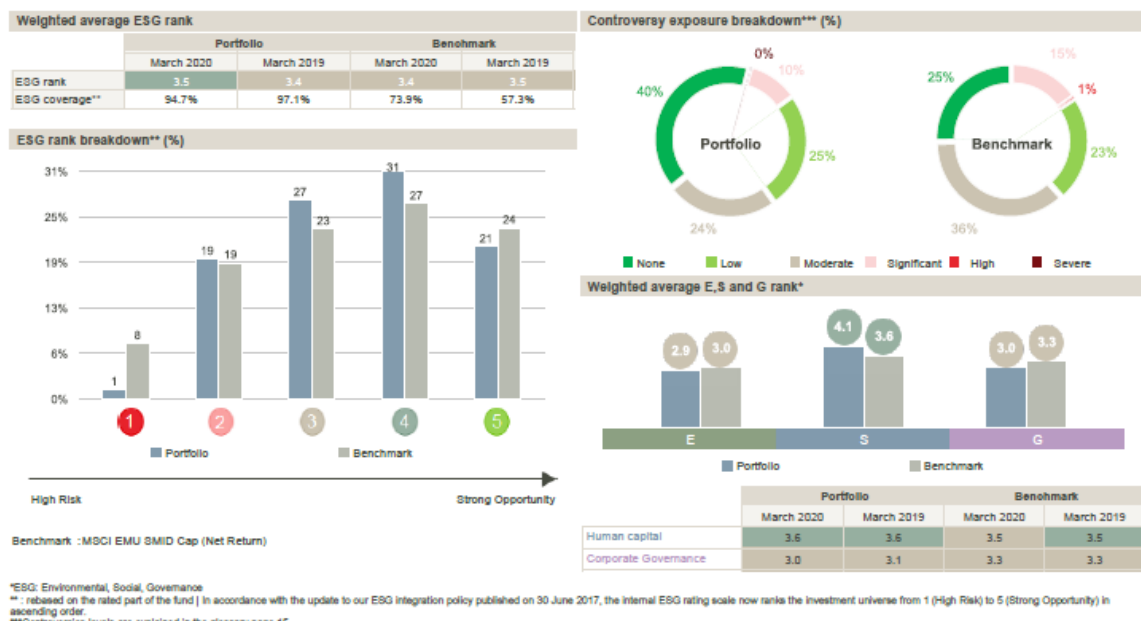 Weighted average ESG rank
Portfolio Benchmark
March 2020 March 2019 March 2020 March 2019
ESG rank 3.5 3.4 3.4 3.5
ESG coverage** 94.7% 97.1% 73.9% 57.3%
ESG rank breakdown** (%)
31%
25%
19%
13%
6%
0%
1 8
19 19
27 23
31 27
21 24
1 2 3 4 5
Portfolio Benchmark
High Risk Strong Opportunity
Benchmark : MSCI EMU SMID Cap (Net Return)
Controversy exposure breakdown*** (%)
0%
10%
40%
25%
24%
Portfolio
15%
1%
25%
23%
36%
Benchmark
None Low Moderate Significant High Severe
Weighted average E,S and G rank*
2.9 3.0 4.1 3.6 3.0 3.3
E S G
Portfolio Benchmark
Portfolio Benchmark
March 2020 March 2019 March 2020 March 2019
Human capital 3.6 3.6 3.5 3.5
Corporate Governance 3.0 3.1 3.3 3.3
*ESG: Environmental, Social, Governance
** : rebased on the rated part of the fund | In accordance with the update to our ESG integration policy published on 30 June 2017, the internal ESG rating scale now ranks the investment universe from 1 (High Risk) to 5 (Strong Opportunity) in
ascending order.
***Controversies levels are explained in the glossary page 15